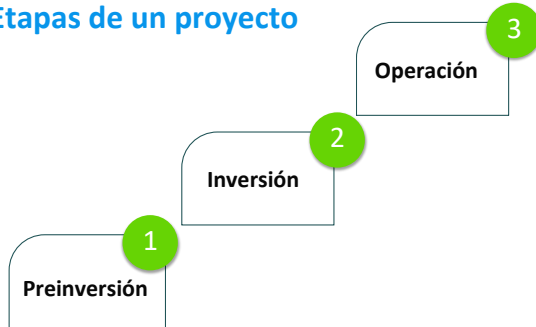 Etapas de un proyecto
3
Operación
2
Inversión
1
Preinversión